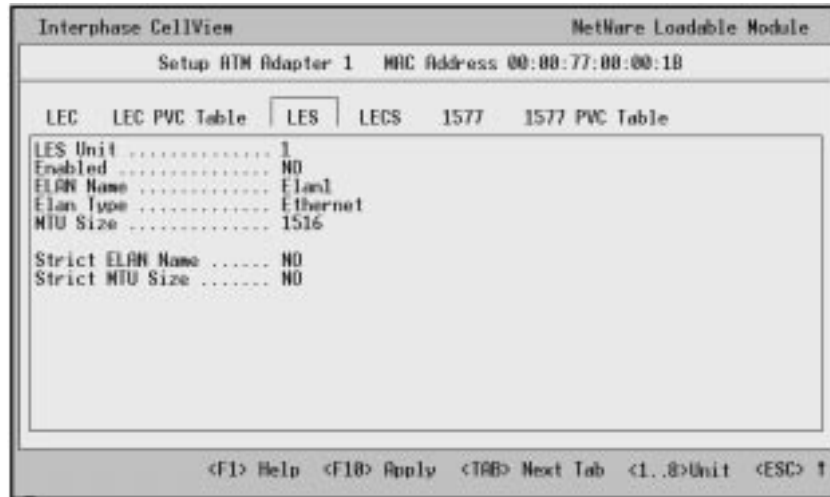 Interphase CellView NetWare Loadable Module
Setup ATM Adapter 1 MAC Address 00:00:77:00:00:1B
LEC LEC PVC Table LES LECS 1577 1577 PVC Table
LES Unit .............. 1
Enabled ............... NO
ELAN Name ............. Elan1
Elan Type ............. Ethernet
MTU Size .............. 1516
Strict ELAN Name ...... NO
Strict MTU Size ....... NO
<F1> Help <F10> Apply <TAB> Next Tab <1..8>Unit <ESC> ↑